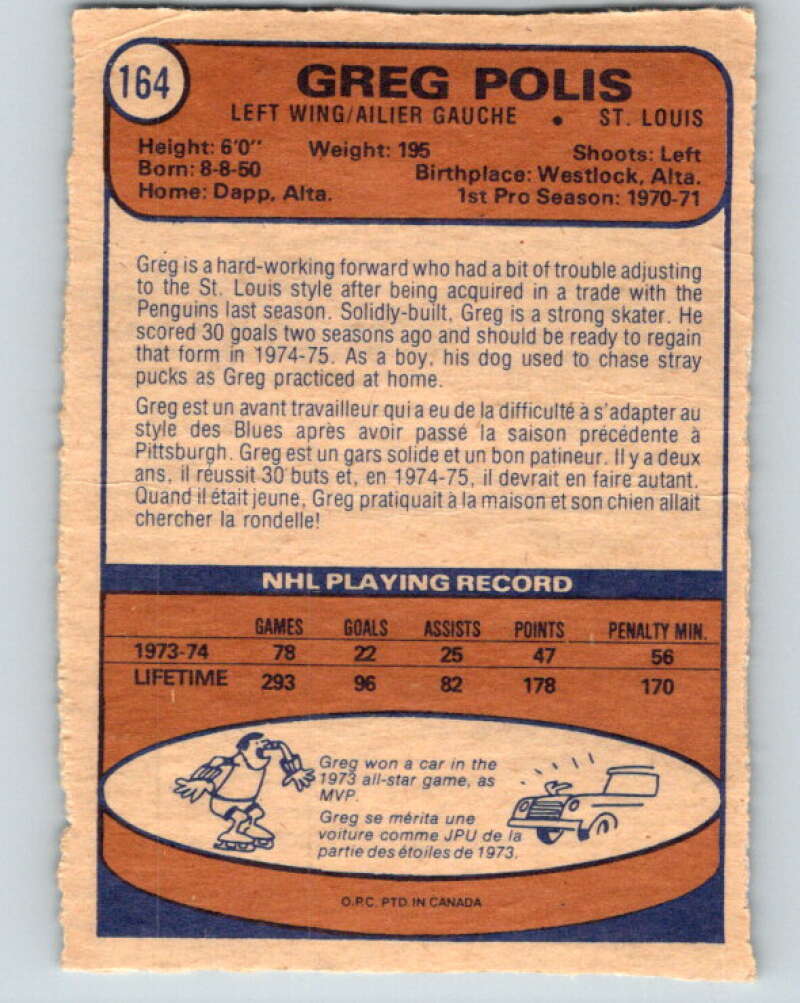 164
GREG POLIS
LEFT WING/AILIER GAUCHE • ST. LOUIS
Height: 6'0" Weight: 195 Shoots: Left
Born: 8-8-50 Birthplace: Westlock, Alta.
Home: Dapp, Alta. 1st Pro Season: 1970-71
Greg is a hard-working forward who had a bit of trouble adjusting
to the St. Louis style after being acquired in a trade with the
Penguins last season. Solidly-built, Greg is a strong skater. He
scored 30 goals two seasons ago and should be ready to regain
that form in 1974-75. As a boy, his dog used to chase stray
pucks as Greg practiced at home.
Greg est un avant travailleur qui a eu de la difficulté à s'adapter au
style des Blues après avoir passé la saison précédente à
Pittsburgh. Greg est un gars solide et un bon patineur. Il y a deux
ans, il réussit 30 buts et, en 1974-75, il devrait en faire autant.
Quand il était jeune, Greg pratiquait à la maison et son chien allait
chercher la rondelle!
NHL PLAYING RECORD
GAMES GOALS ASSISTS POINTS PENALTY MIN.
1973-74 78 22 25 47 56
LIFETIME 293 96 82 178 170
Greg won a car in the
1973 all-star game, as
MVP.
Greg se mérita une
voiture comme JPU de la
partie des étoiles de 1973.
O.P.C. PTD. IN CANADA